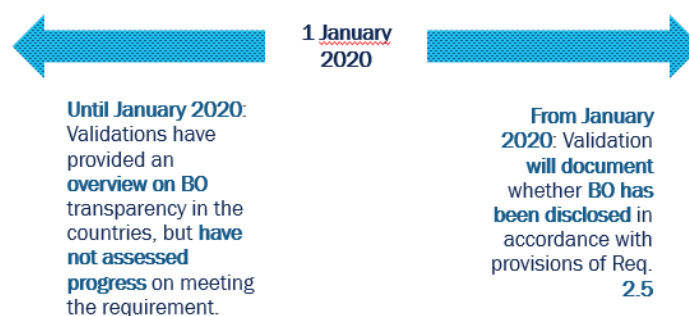 1 January
2020
Until January 2020:
Validations have
provided an
overview on BO
transparency in the
countries, but have
not assessed
progress on meeting
the requirement.
From January
2020: Validation
will document
whether BO has
been disclosed in
accordance with
provisions of Req.
2.5